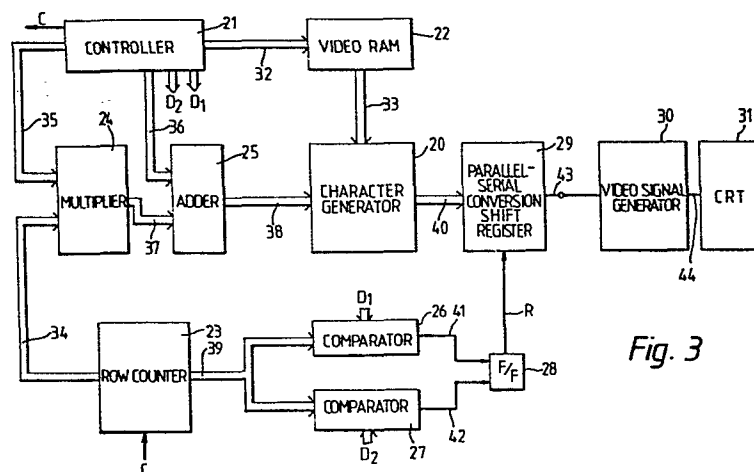 C
21
CONTROLLER
D2
D1
32
22
VIDEO RAM
33
35
36
24
MULTIPLIER
37
25
ADDER
38
20
CHARACTER
GENERATOR
40
29
PARALLEL-
SERIAL
CONVERSION
SHIFT
REGISTER
43
30
VIDEO SIGNAL
GENERATOR
44
31
CRT
34
23
ROW COUNTER
39
C
D1
26
COMPARATOR
41
COMPARATOR
27
42
D2
F/F
28
R
Fig. 3